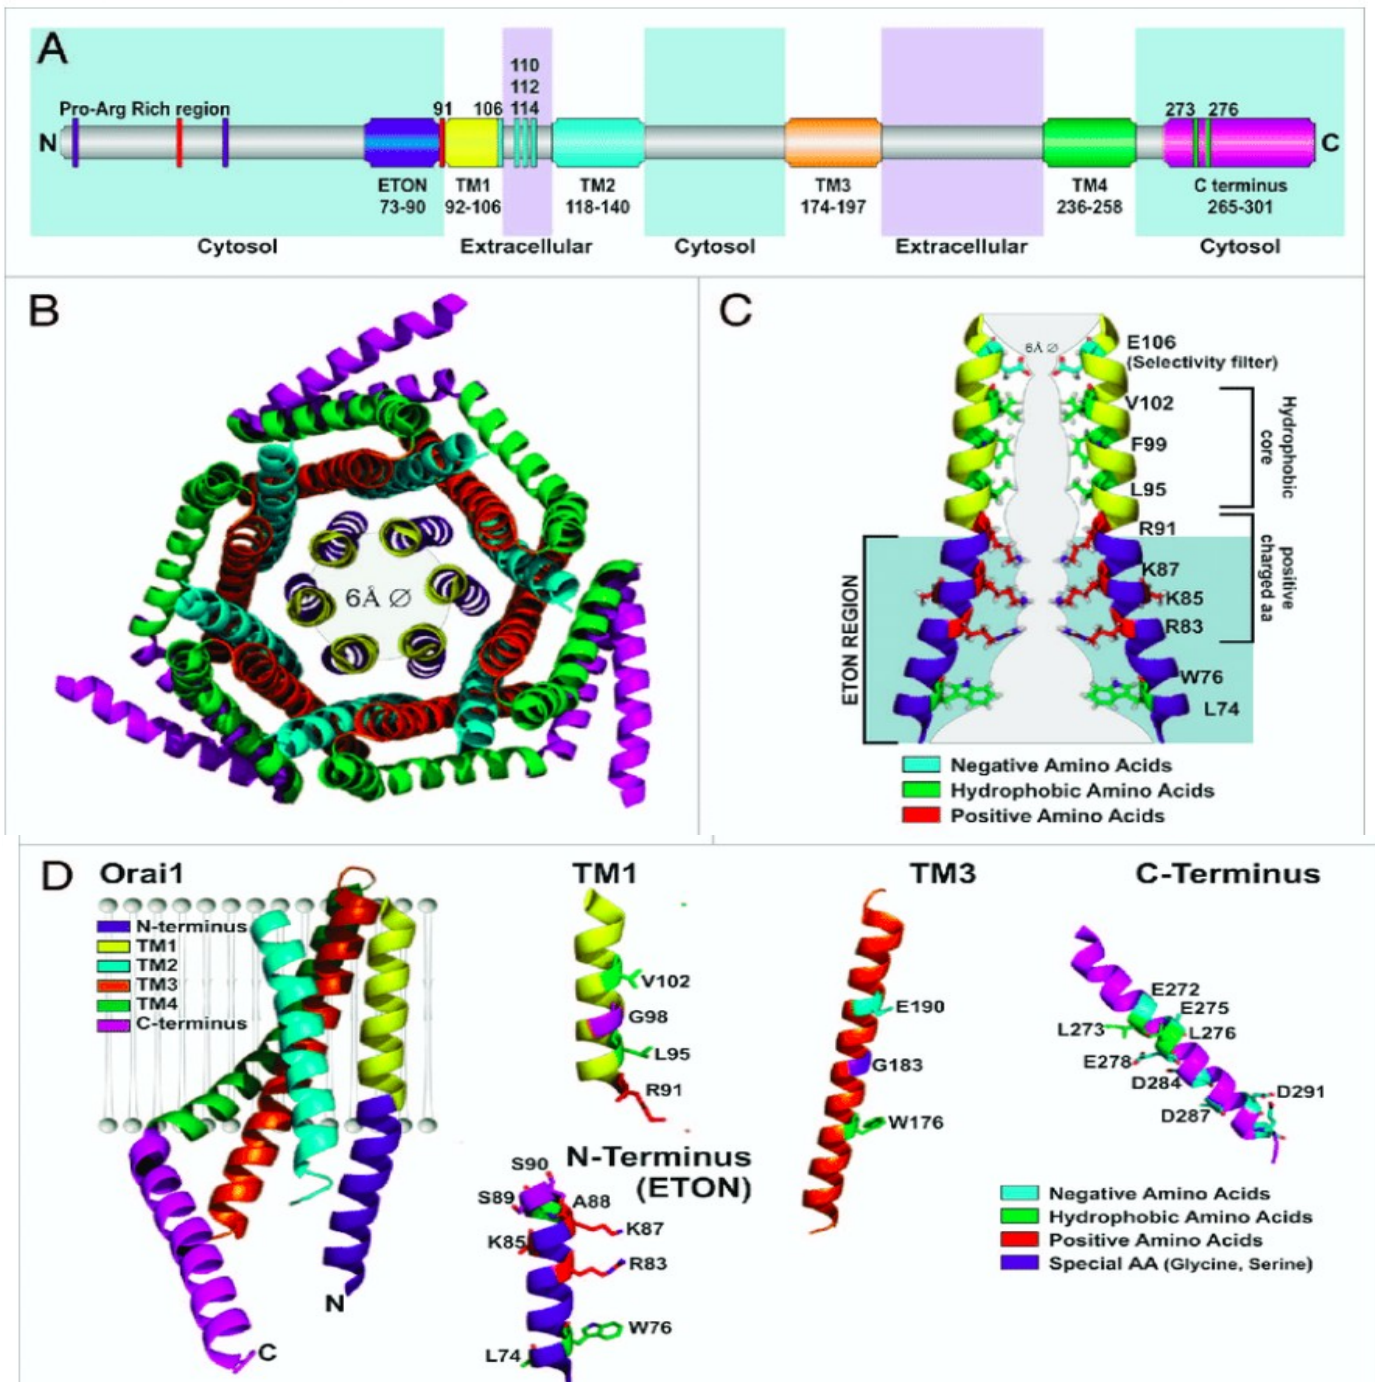 A
110
112
Pro-Arg Rich region 91 106 114 273 276
N C
ETON TM1 TM2 TM3 TM4 C terminus
73-90 92-106 118-140 174-197 236-258 265-301
Cytosol Extracellular Cytosol Extracellular Cytosol
B
6Å Ø
C
6Å Ø
E106
(Selectivity filter)
V102
F99
L95
Hydrophobic
core
R91
K87
K85
R83
positive
charged aa
W76
L74
ETON REGION
Negative Amino Acids
Hydrophobic Amino Acids
Positive Amino Acids
D
Orai1
N-terminus
TM1
TM2
TM3
TM4
C-terminus
N
C
TM1
V102
G98
L95
R91
N-Terminus
(ETON)
S90
S89
A88
K87
K85
R83
W76
L74
TM3
E190
G183
W176
C-Terminus
E272
E275
L273
L276
E278
D284
D291
D287
Negative Amino Acids
Hydrophobic Amino Acids
Positive Amino Acids
Special AA (Glycine, Serine)